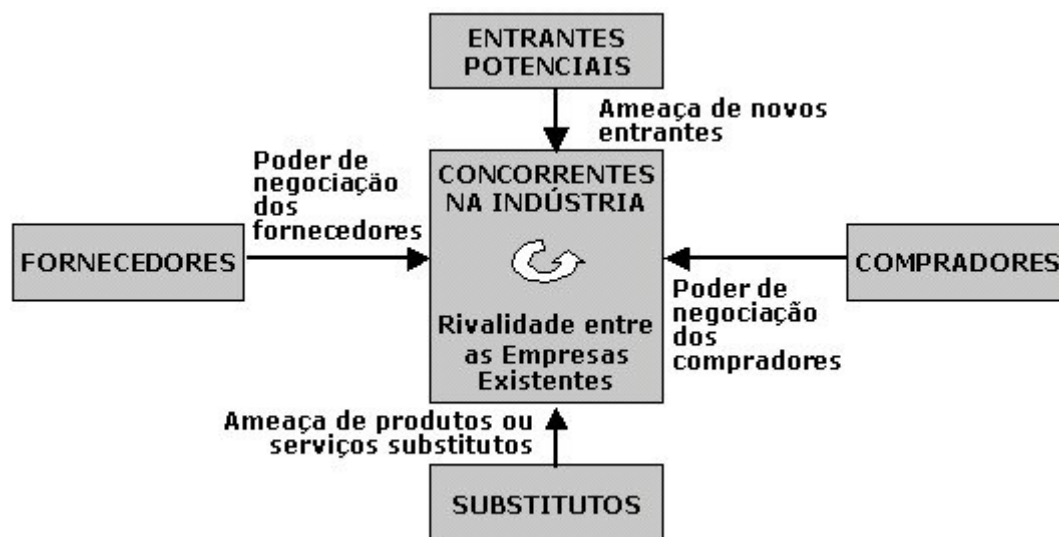 ENTRANTES
POTENCIAIS
Ameaça de novos
entrantes
Poder de
negociação
dos
fornecedores
CONCORRENTES
NA INDÚSTRIA
FORNECEDORES
COMPRADORES
Rivalidade entre
as Empresas
Existentes
Poder de
negociação
dos
compradores
Ameaça de produtos ou
serviços substitutos
SUBSTITUTOS